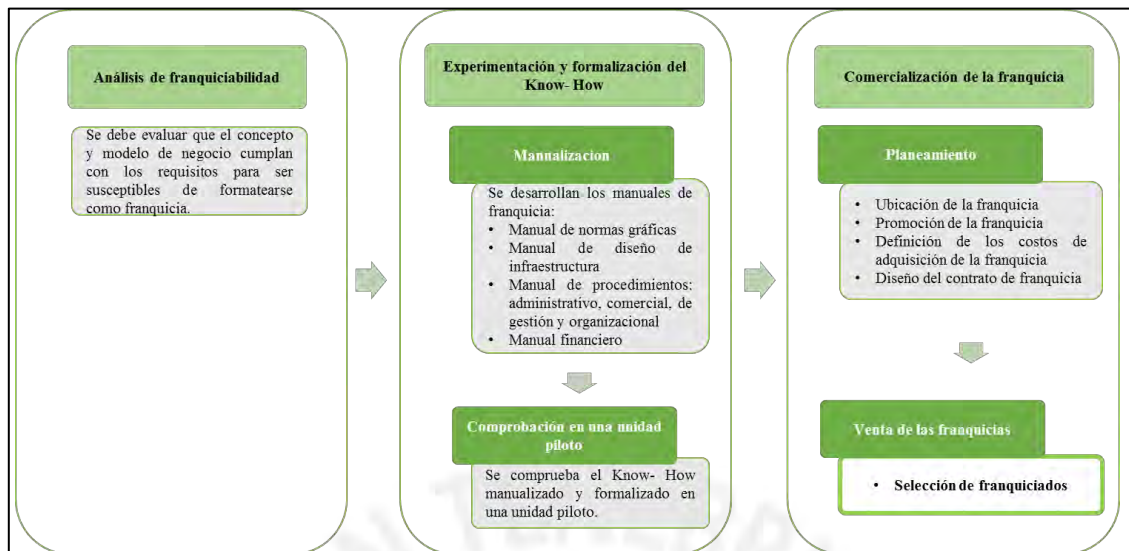 Análisis de franquiciabilidad
Se debe evaluar que el concepto
y modelo de negocio cumplan
con los requisitos para ser
susceptibles de formatearse
como franquicia.
Experimentación y formalización del
Know- How
Manualizacion
Se desarrollan los manuales de
franquicia:
• Manual de normas gráficas
• Manual de diseño de
infraestructura
• Manual de procedimientos:
administrativo, comercial, de
gestión y organizacional
• Manual financiero
Comprobación en una unidad
piloto
Se comprueba el Know- How
manualizado y formalizado en
una unidad piloto.
Comercialización de la franquicia
Planeamiento
• Ubicación de la franquicia
• Promoción de la franquicia
• Definición de los costos de
adquisición de la franquicia
• Diseño del contrato de franquicia
Venta de las franquicias
• Selección de franquiciados